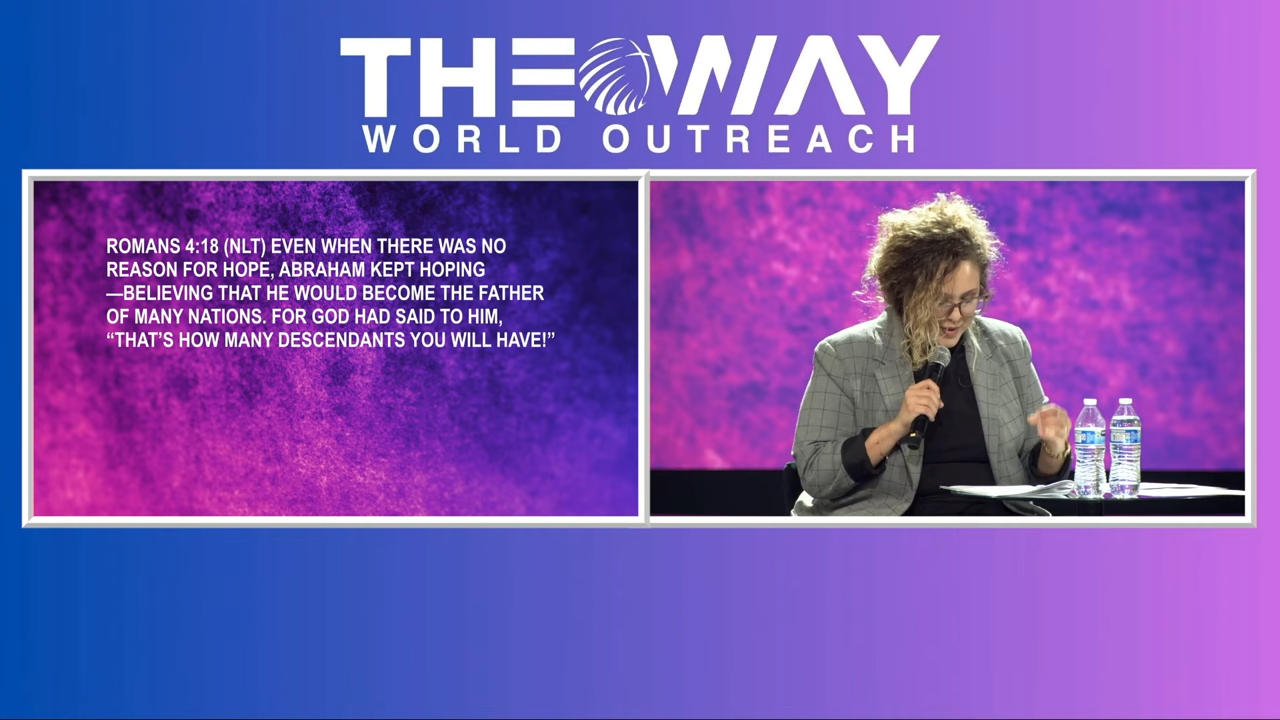 THE WAY
WORLD OUTREACH
ROMANS 4:18 (NLT) EVEN WHEN THERE WAS NO
REASON FOR HOPE, ABRAHAM KEPT HOPING
—BELIEVING THAT HE WOULD BECOME THE FATHER
OF MANY NATIONS. FOR GOD HAD SAID TO HIM,
“THAT’S HOW MANY DESCENDANTS YOU WILL HAVE!”